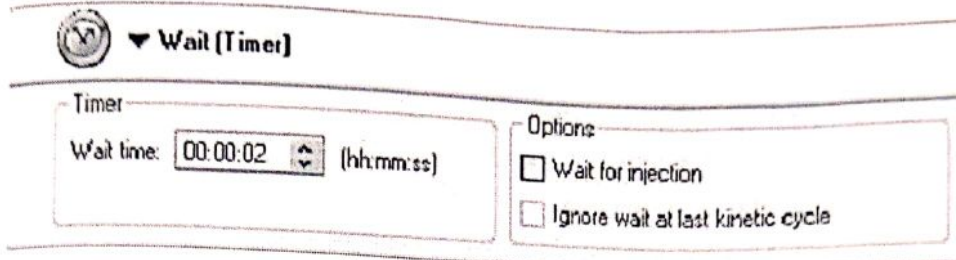 Wait (Timer)
Timer
Wait time: 00:00:02 (hh:mm:ss)
Options
Wait for injection
Ignore wait at last kinetic cycle